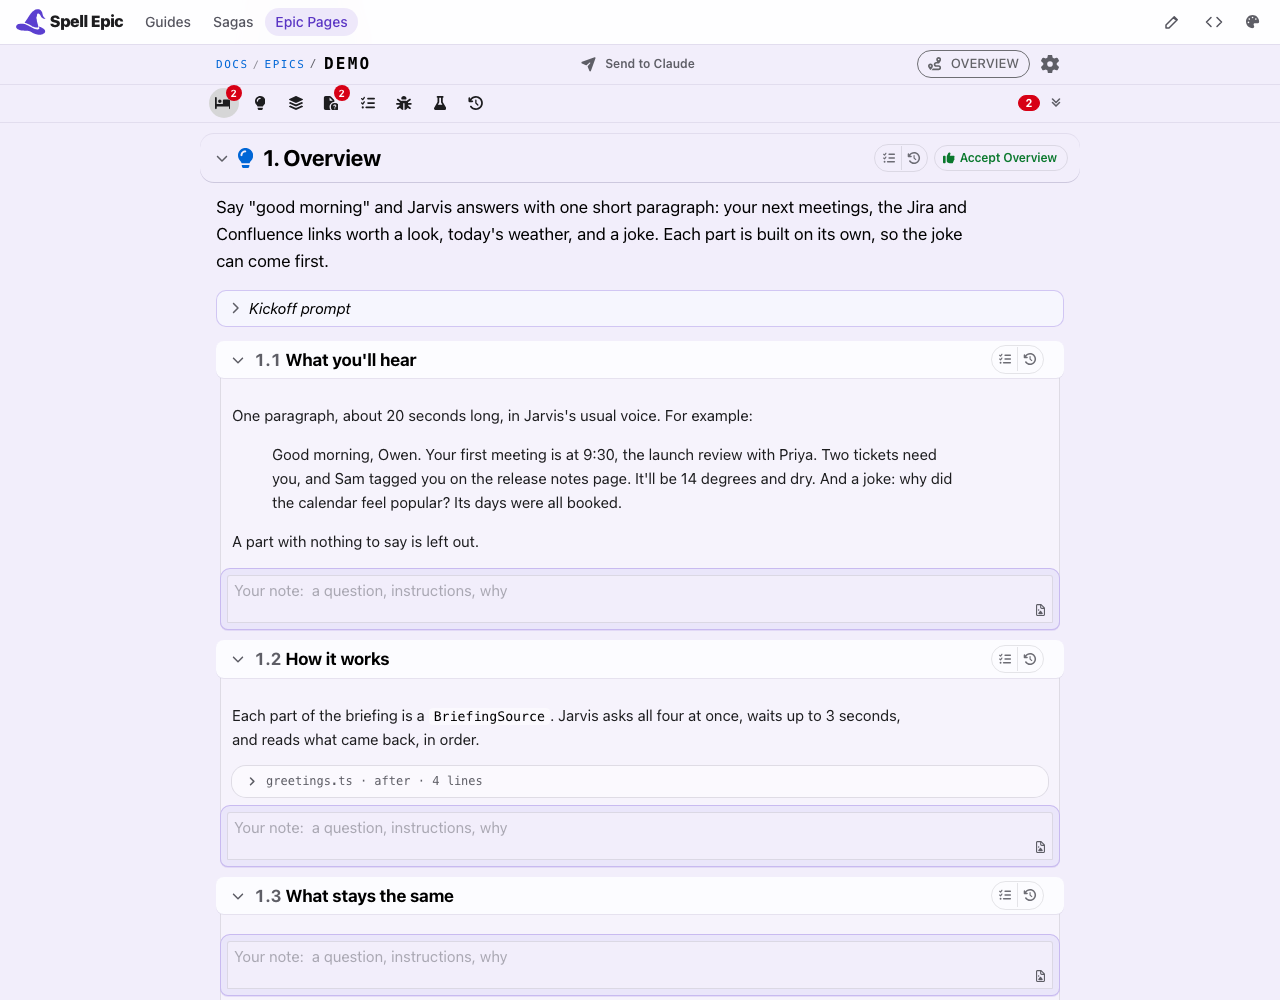 Spell Epic Guides Sagas Epic Pages
DOCS / EPICS / DEMO Send to Claude OVERVIEW
2 2 2
1. Overview Accept Overview
Say "good morning" and Jarvis answers with one short paragraph: your next meetings, the Jira and
Confluence links worth a look, today's weather, and a joke. Each part is built on its own, so the joke
can come first.
Kickoff prompt
1.1 What you'll hear
One paragraph, about 20 seconds long, in Jarvis's usual voice. For example:
Good morning, Owen. Your first meeting is at 9:30, the launch review with Priya. Two tickets need
you, and Sam tagged you on the release notes page. It'll be 14 degrees and dry. And a joke: why did
the calendar feel popular? Its days were all booked.
A part with nothing to say is left out.
Your note: a question, instructions, why
1.2 How it works
Each part of the briefing is a BriefingSource. Jarvis asks all four at once, waits up to 3 seconds,
and reads what came back, in order.
greetings.ts · after · 4 lines
Your note: a question, instructions, why
1.3 What stays the same
Your note: a question, instructions, why